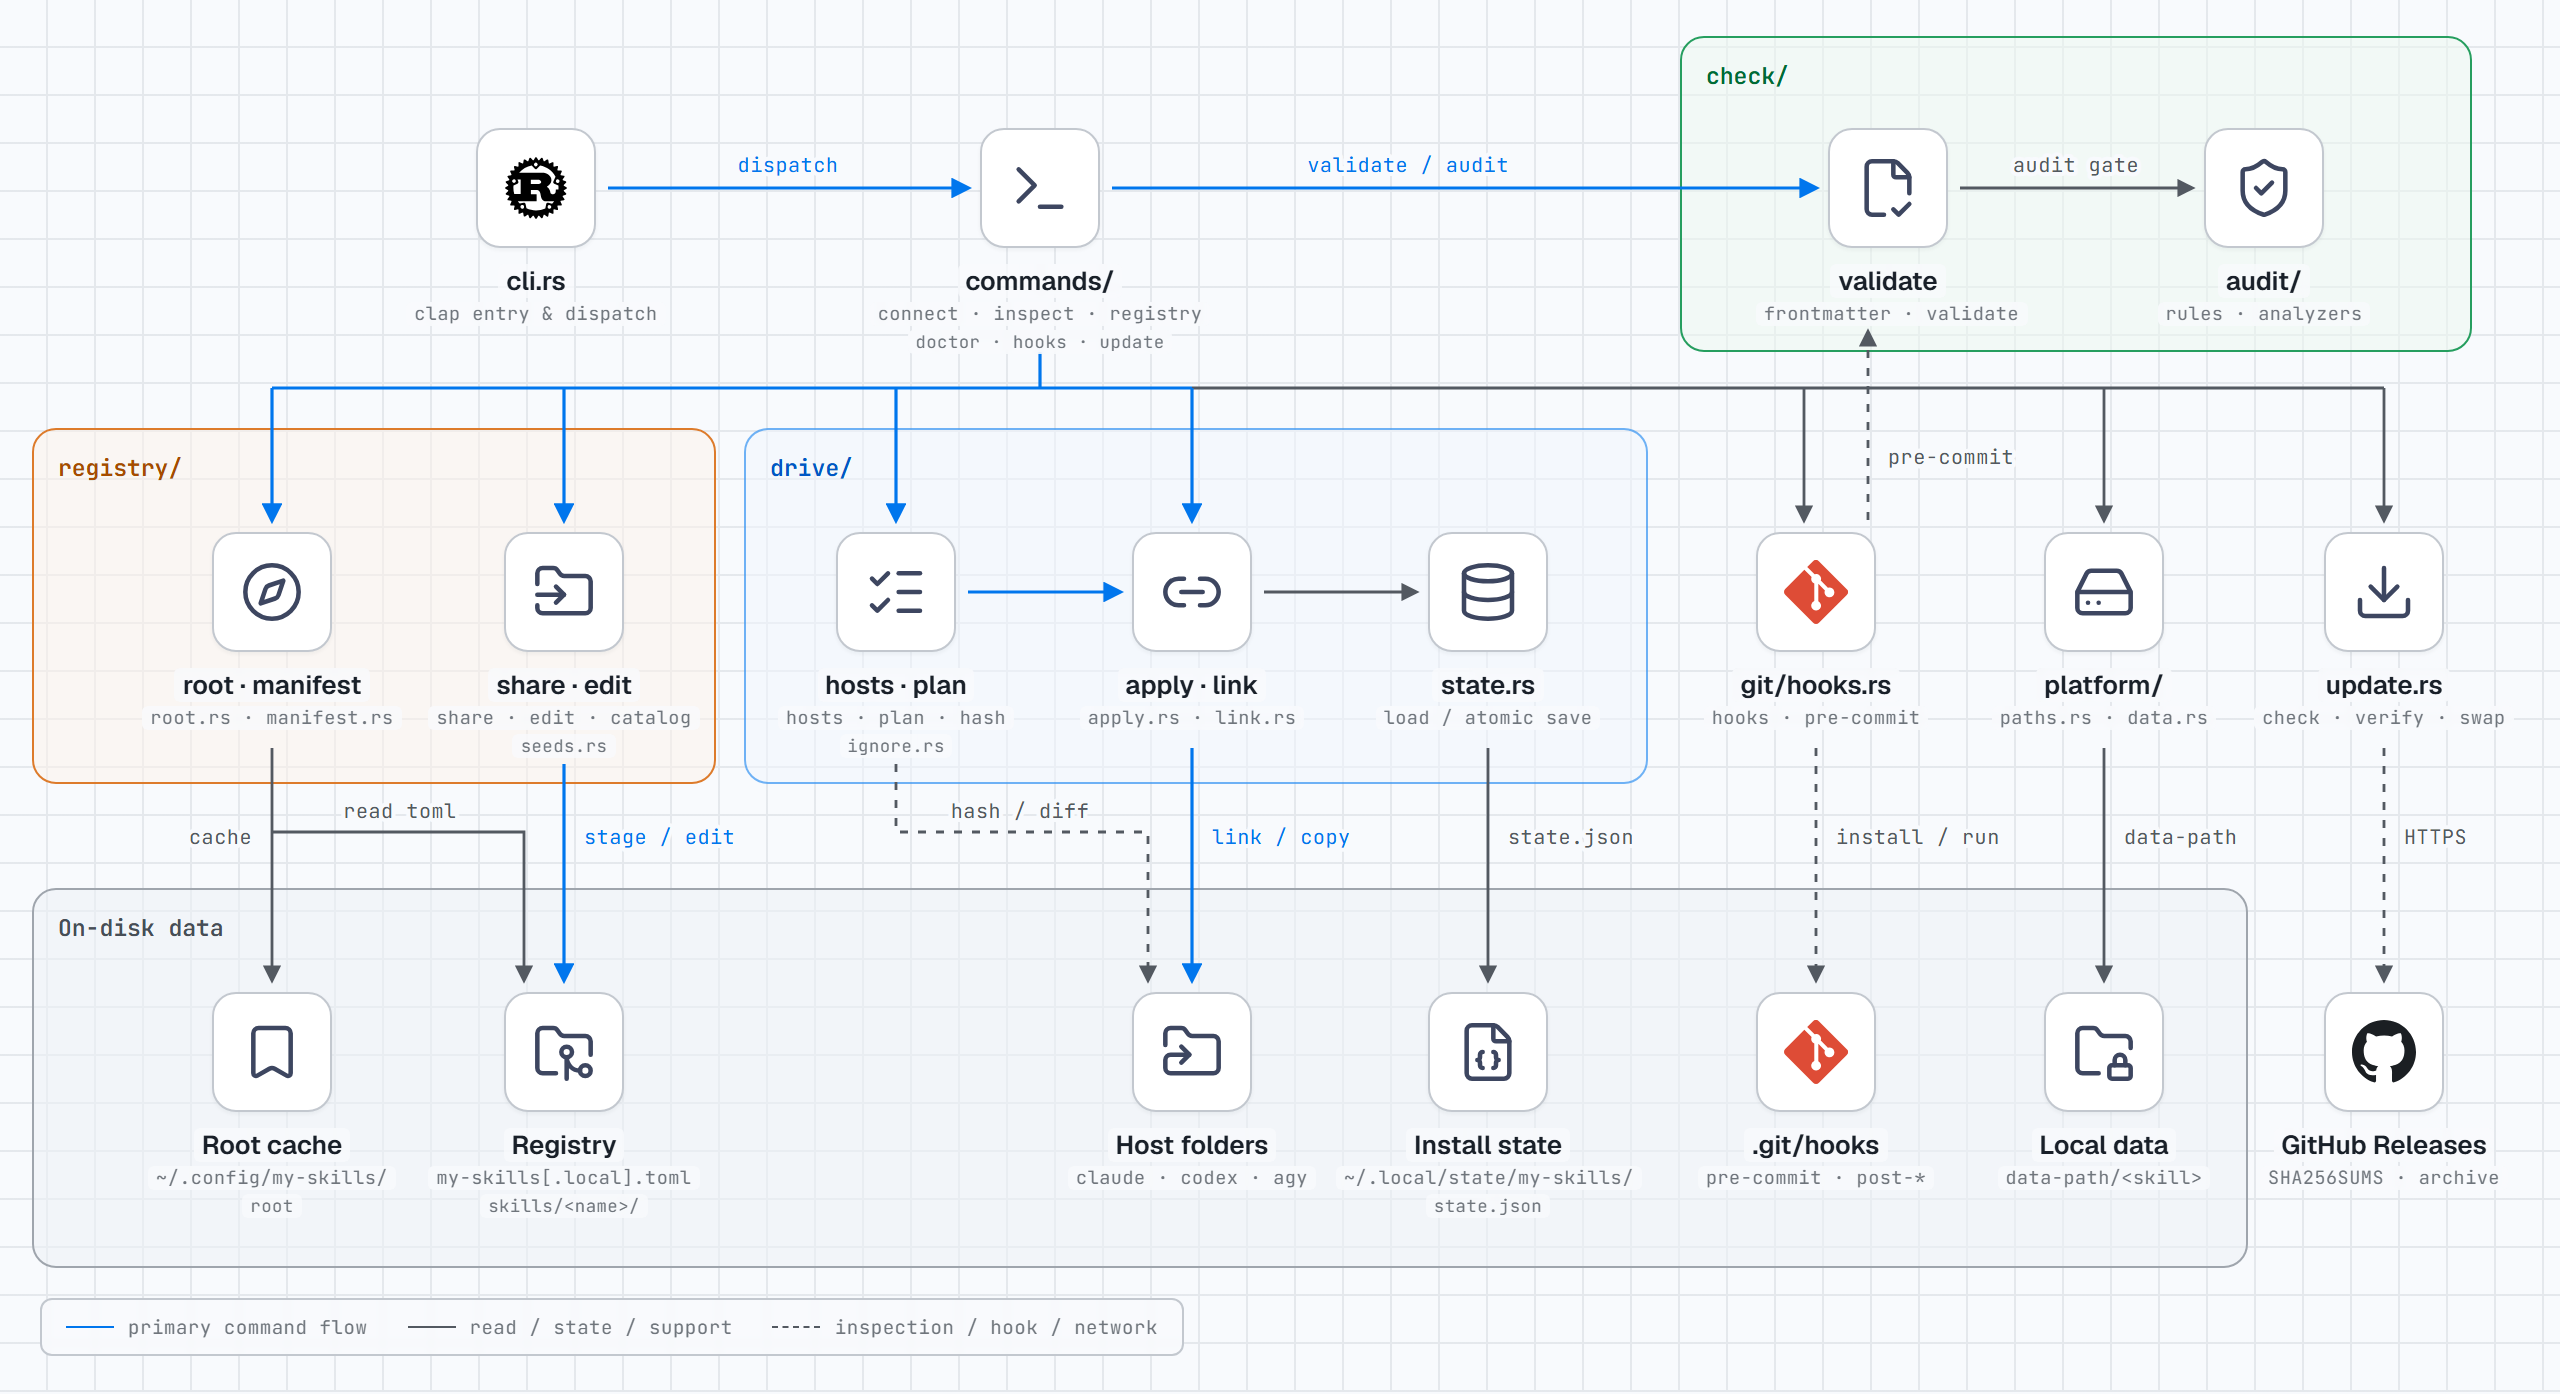 check/
dispatch
validate / audit
audit gate
cli.rs
clap entry & dispatch
commands/
connect · inspect · registry
doctor · hooks · update
validate
frontmatter · validate
audit/
rules · analyzers
pre-commit
registry/
root · manifest
root.rs · manifest.rs
share · edit
share · edit · catalog
seeds.rs
drive/
hosts · plan
hosts · plan · hash
ignore.rs
apply · link
apply.rs · link.rs
state.rs
load / atomic save
git/hooks.rs
hooks · pre-commit
platform/
paths.rs · data.rs
update.rs
check · verify · swap
cache
read toml
stage / edit
hash / diff
link / copy
state.json
install / run
data-path
HTTPS
On-disk data
Root cache
~/.config/my-skills/
root
Registry
my-skills[.local].toml
skills/<name>/
Host folders
claude · codex · agy
Install state
~/.local/state/my-skills/
state.json
.git/hooks
pre-commit · post-*
Local data
data-path/<skill>
GitHub Releases
SHA256SUMS · archive
primary command flow
read / state / support
inspection / hook / network